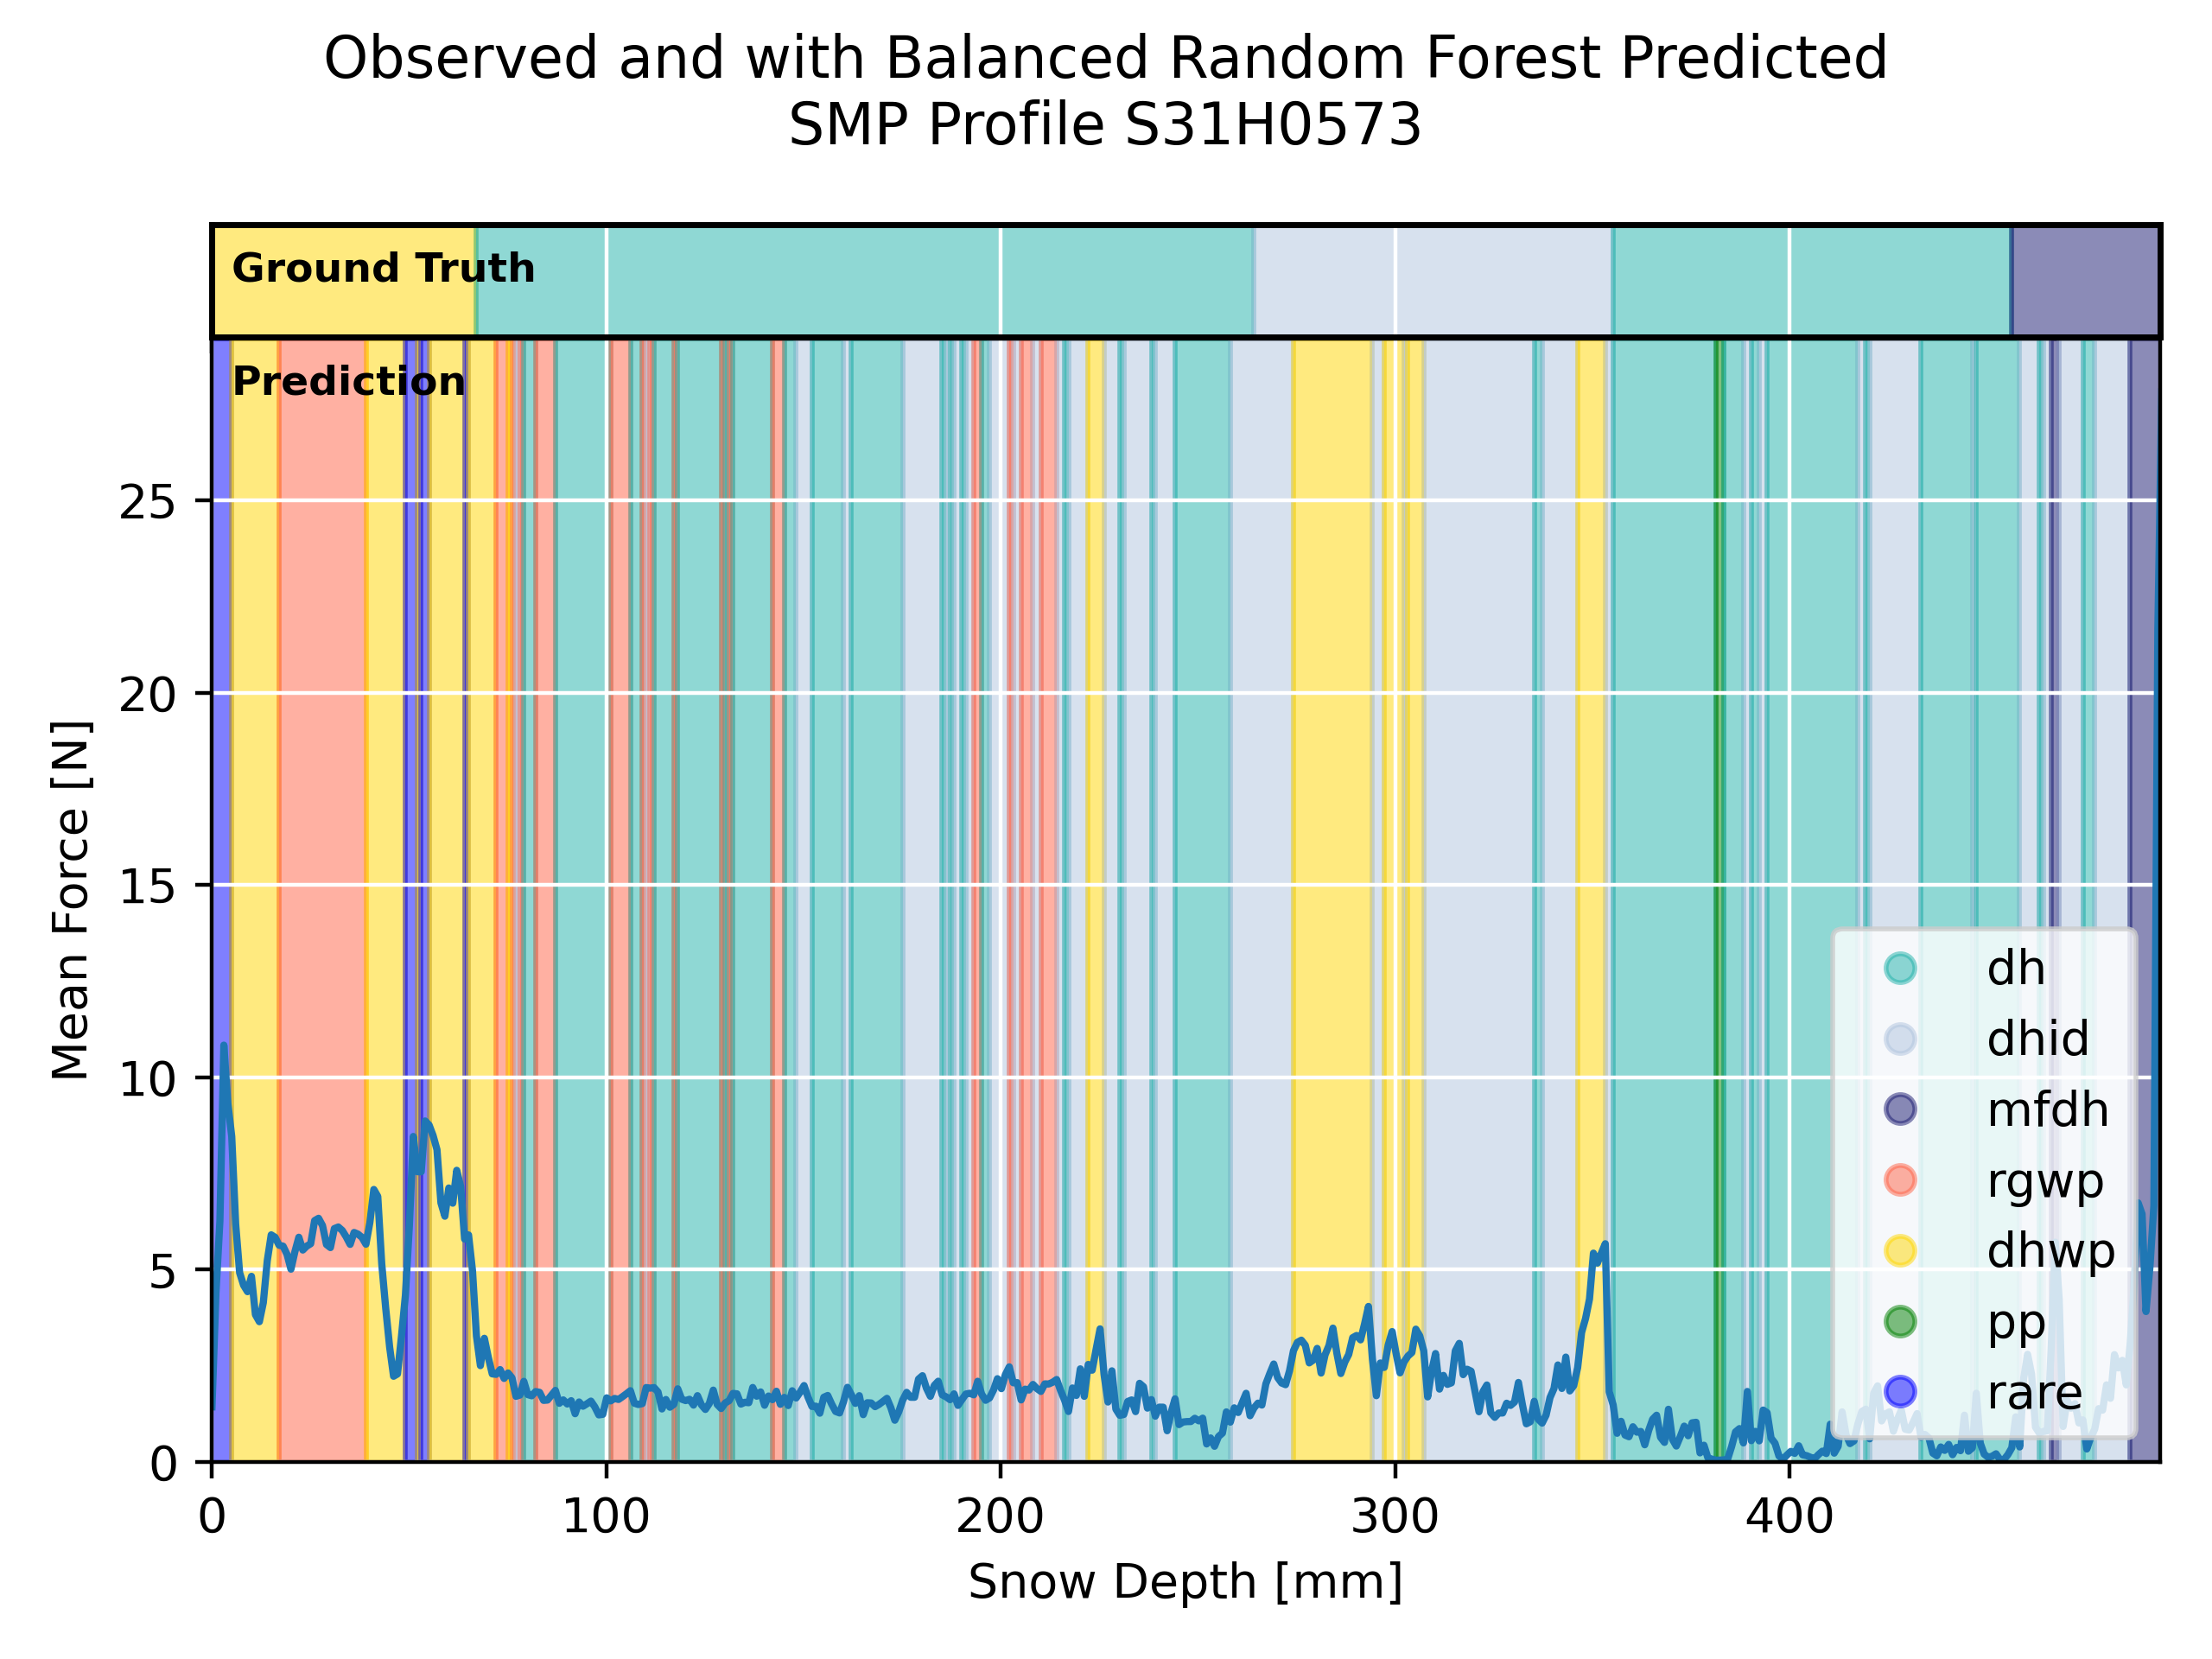 Observed and with Balanced Random Forest Predicted
SMP Profile S31H0573
Ground Truth
Prediction
25
20
15
10
5
0
Mean Force [N]
dh
dhid
mfdh
rgwp
dhwp
pp
rare
0 100 200 300 400
Snow Depth [mm]